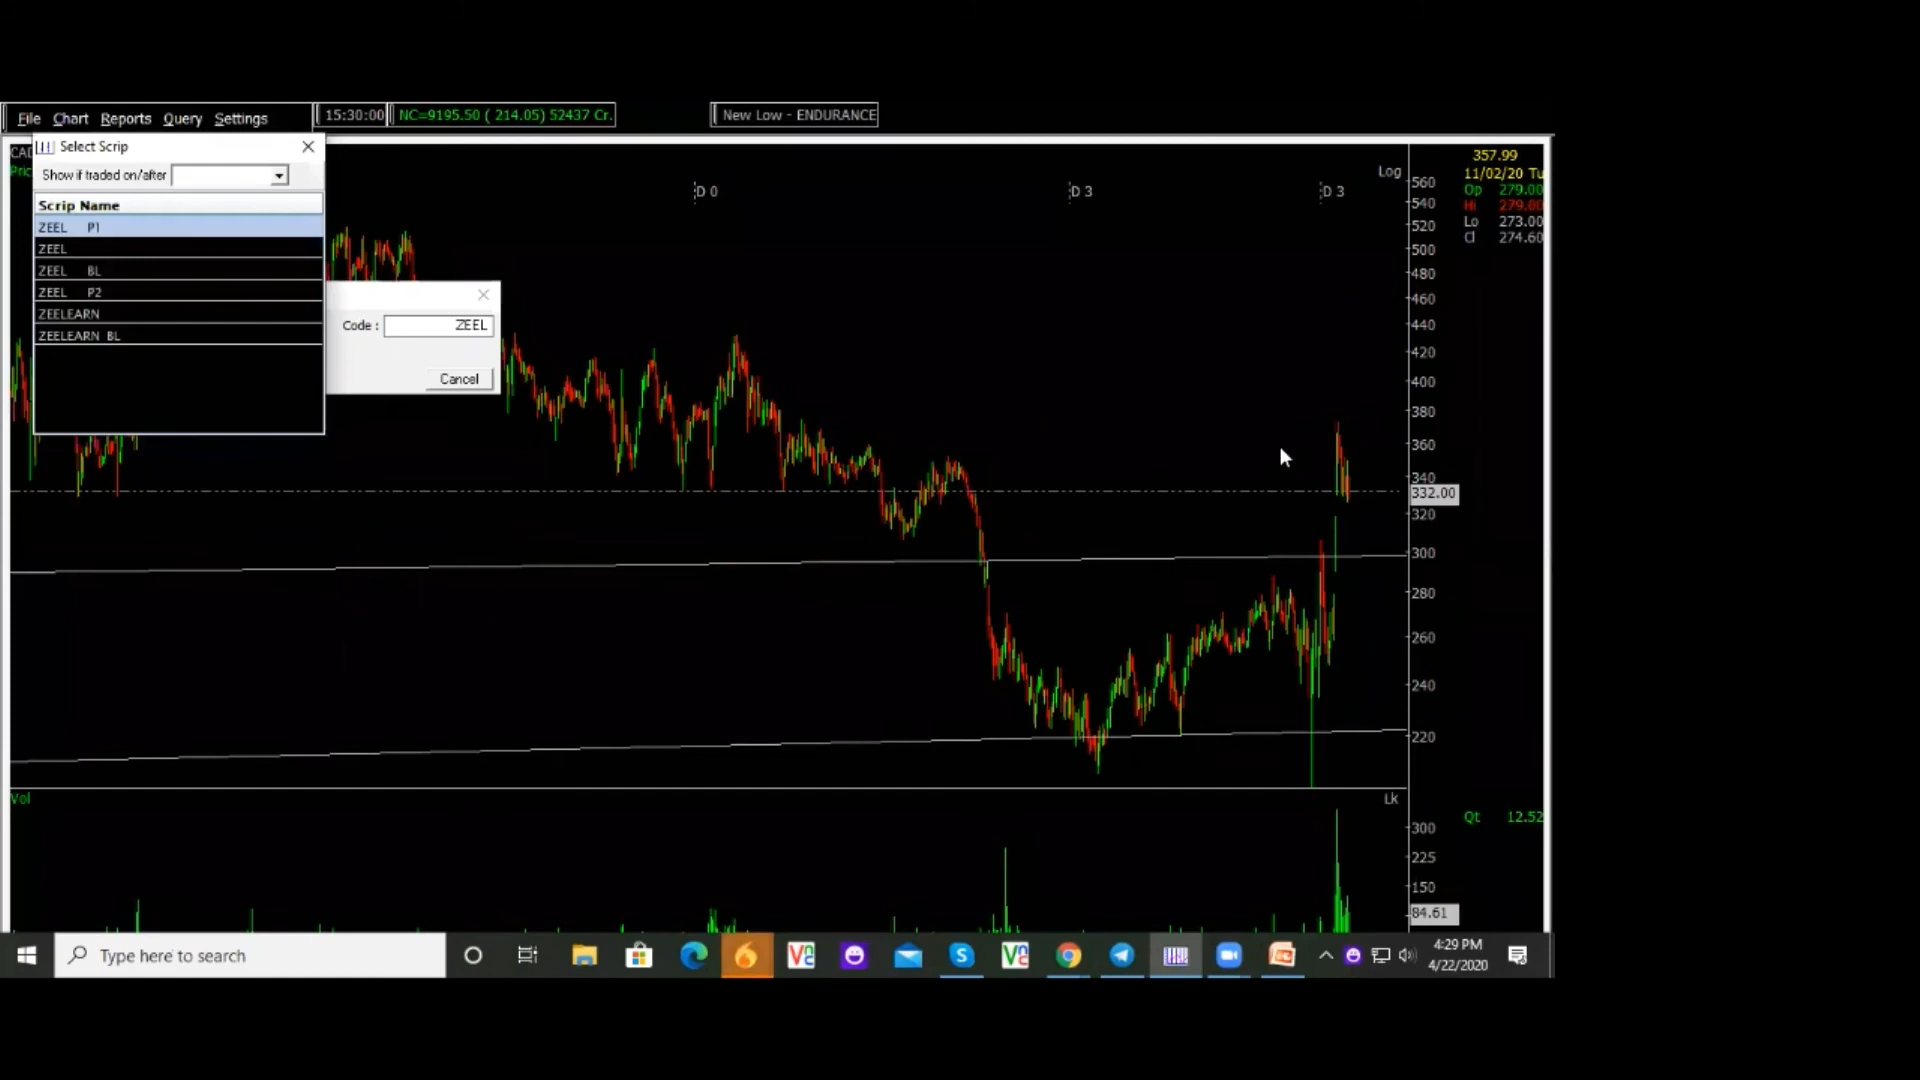 File Chart Reports Query Settings
15:30:00
NC=9195.50 ( 214.05) 52437 Cr.
New Low - ENDURANCE
Select Scrip
Show if traded on/after
Scrip Name
ZEEL P1
ZEEL
ZEEL BL
ZEEL P2
ZEELEARN
ZEELEARN BL
Code : ZEEL
Cancel
D 0
D 3
D 3
Log
560
540
520
500
480
460
440
420
400
380
360
340
332.00
320
300
280
260
240
220
357.99
11/02/20 Tu
Op 279.00
Hi 279.00
Lo 273.00
Cl 274.60
Vol
Lk
300
225
150
84.61
Qt 12.52
Type here to search
4:29 PM
4/22/2020